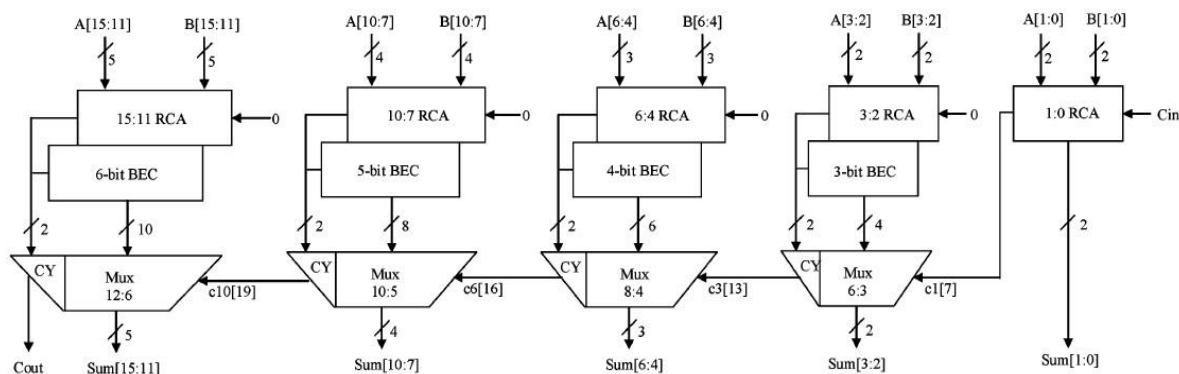 A[15:11] B[15:11] A[10:7] B[10:7] A[6:4] B[6:4] A[3:2] B[3:2] A[1:0] B[1:0]
5 5 4 4 3 3 2 2 2 2
15:11 RCA 0 10:7 RCA 0 6:4 RCA 0 3:2 RCA 0 1:0 RCA Cin
6-bit BEC 5-bit BEC 4-bit BEC 3-bit BEC
2 10 2 8 2 6 2 4 2
CY Mux CY Mux CY Mux CY Mux
12:6 c10[19] 10:5 c6[16] 8:4 c3[13] 6:3 c1[7]
5 4 3 2
Cout Sum[15:11] Sum[10:7] Sum[6:4] Sum[3:2] Sum[1:0]